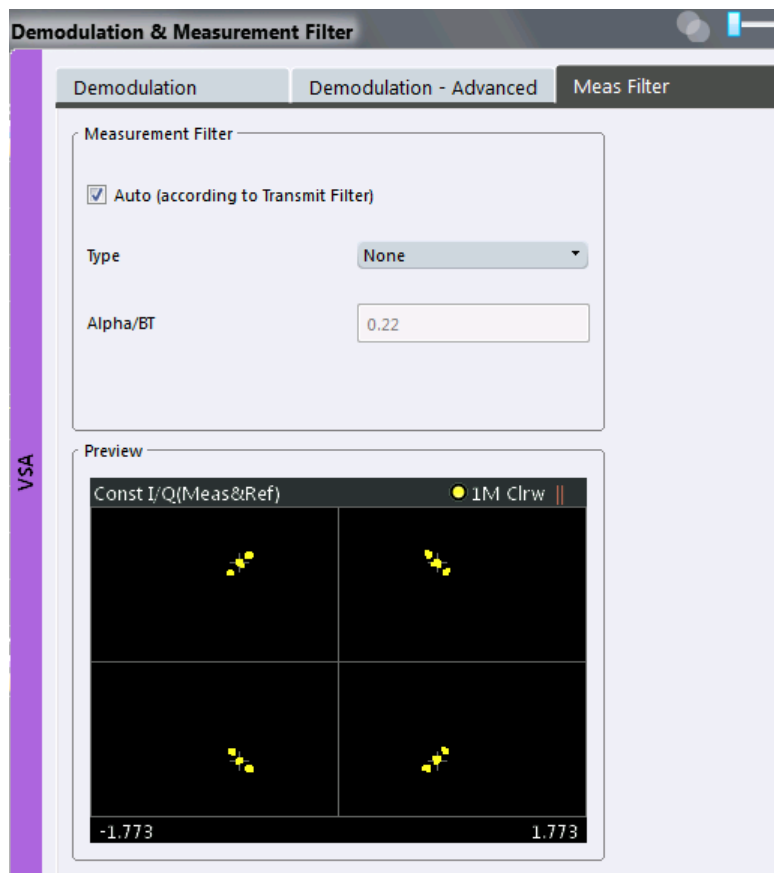 Demodulation & Measurement Filter
Demodulation
Demodulation - Advanced
Meas Filter
Measurement Filter
Auto (according to Transmit Filter)
Type
None
Alpha/BT
0.22
VSA
Preview
Const I/Q(Meas&Ref)
1M Clrw
-1.773
1.773